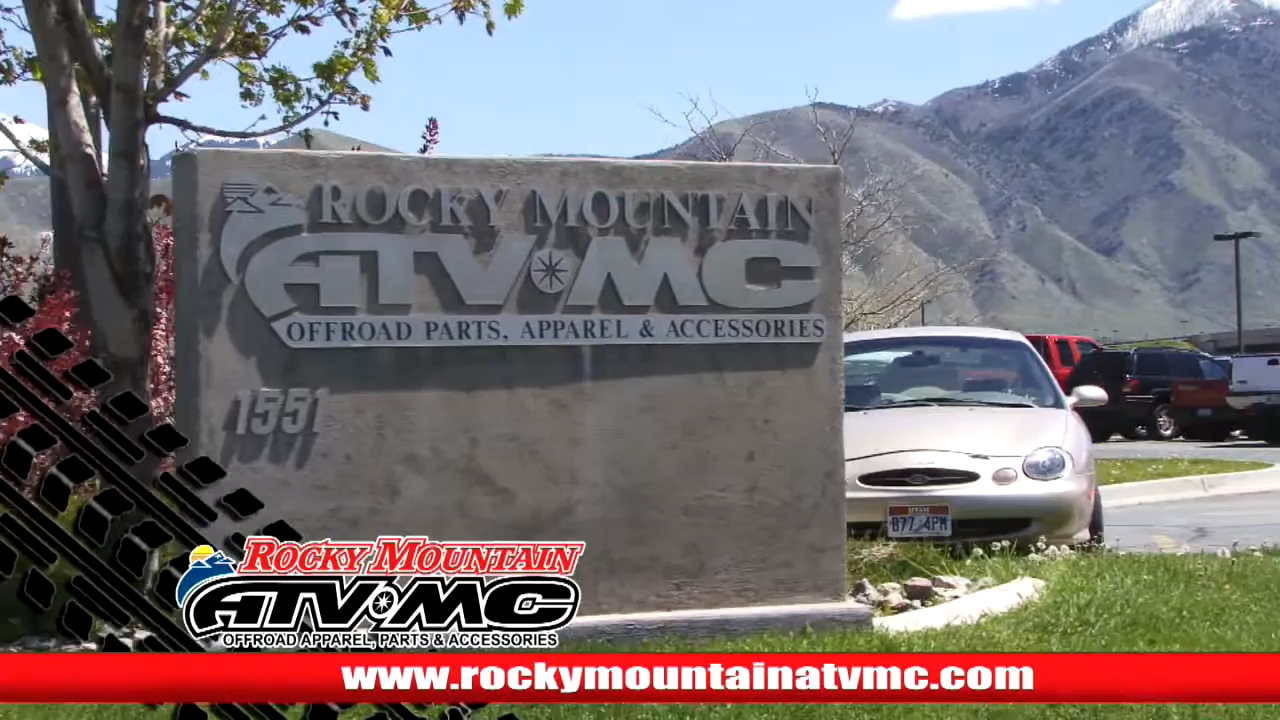 ROCKY MOUNTAIN
ATV MC
OFFROAD PARTS, APPAREL & ACCESSORIES
1551
UTAH
877 4PM
ROCKY MOUNTAIN
ATV MC
OFFROAD APPAREL, PARTS & ACCESSORIES
www.rockymountainatvmc.com